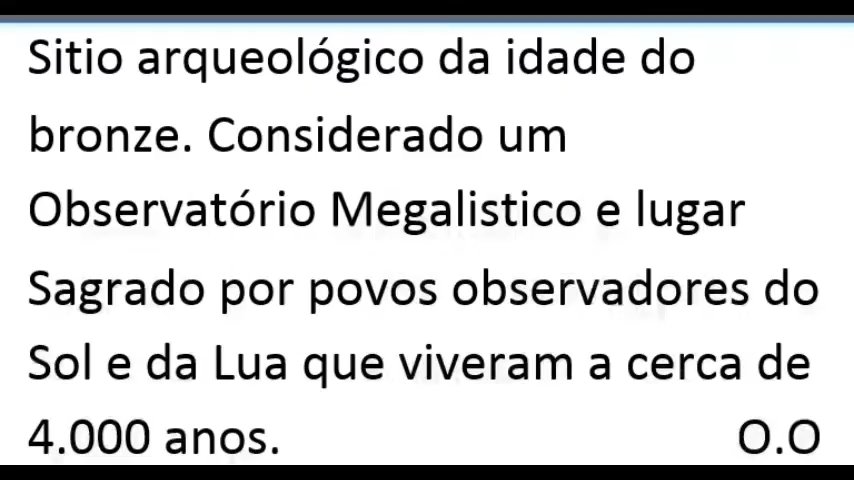 Sitio arqueológico da idade do
bronze. Considerado um
Observatório Megalistico e lugar
Sagrado por povos observadores do
Sol e da Lua que viveram a cerca de
4.000 anos. O.O